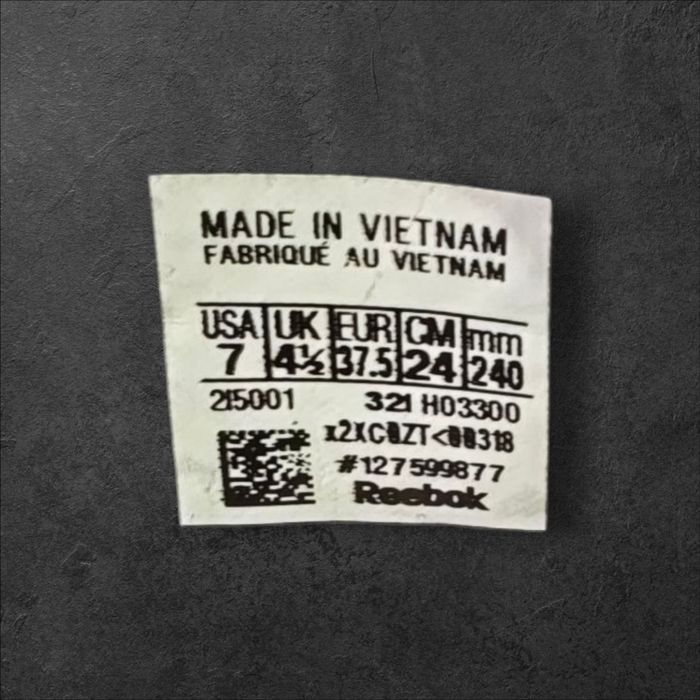 MADE IN VIETNAM
FABRIQUÉ AU VIETNAM
USA UK EUR CM mm
7 4½ 37.5 24 240
215001 321 H03300
#127599877
Reebok